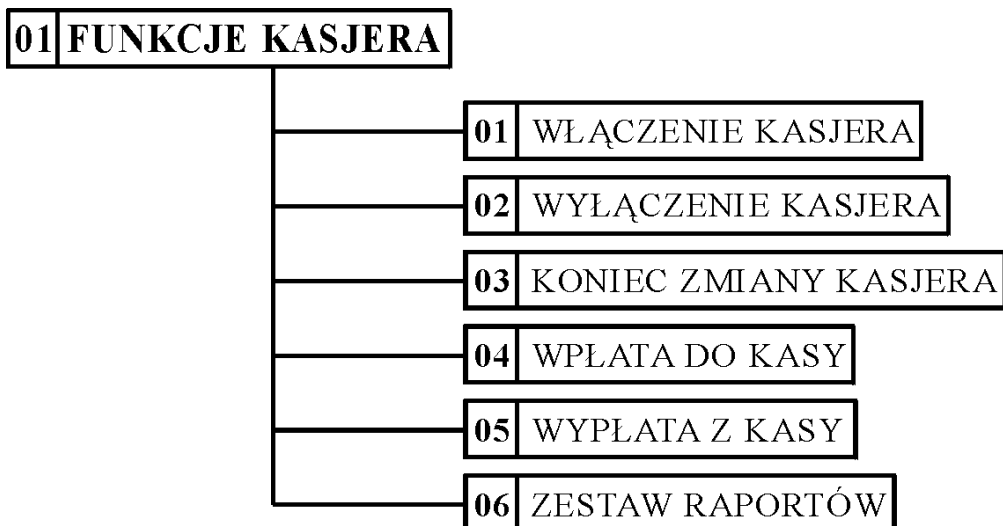 01 FUNKCJE KASJERA
01 WŁĄCZENIE KASJERA
02 WYŁĄCZENIE KASJERA
03 KONIEC ZMIANY KASJERA
04 WPŁATA DO KASY
05 WYPŁATA Z KASY
06 ZESTAW RAPORTÓW